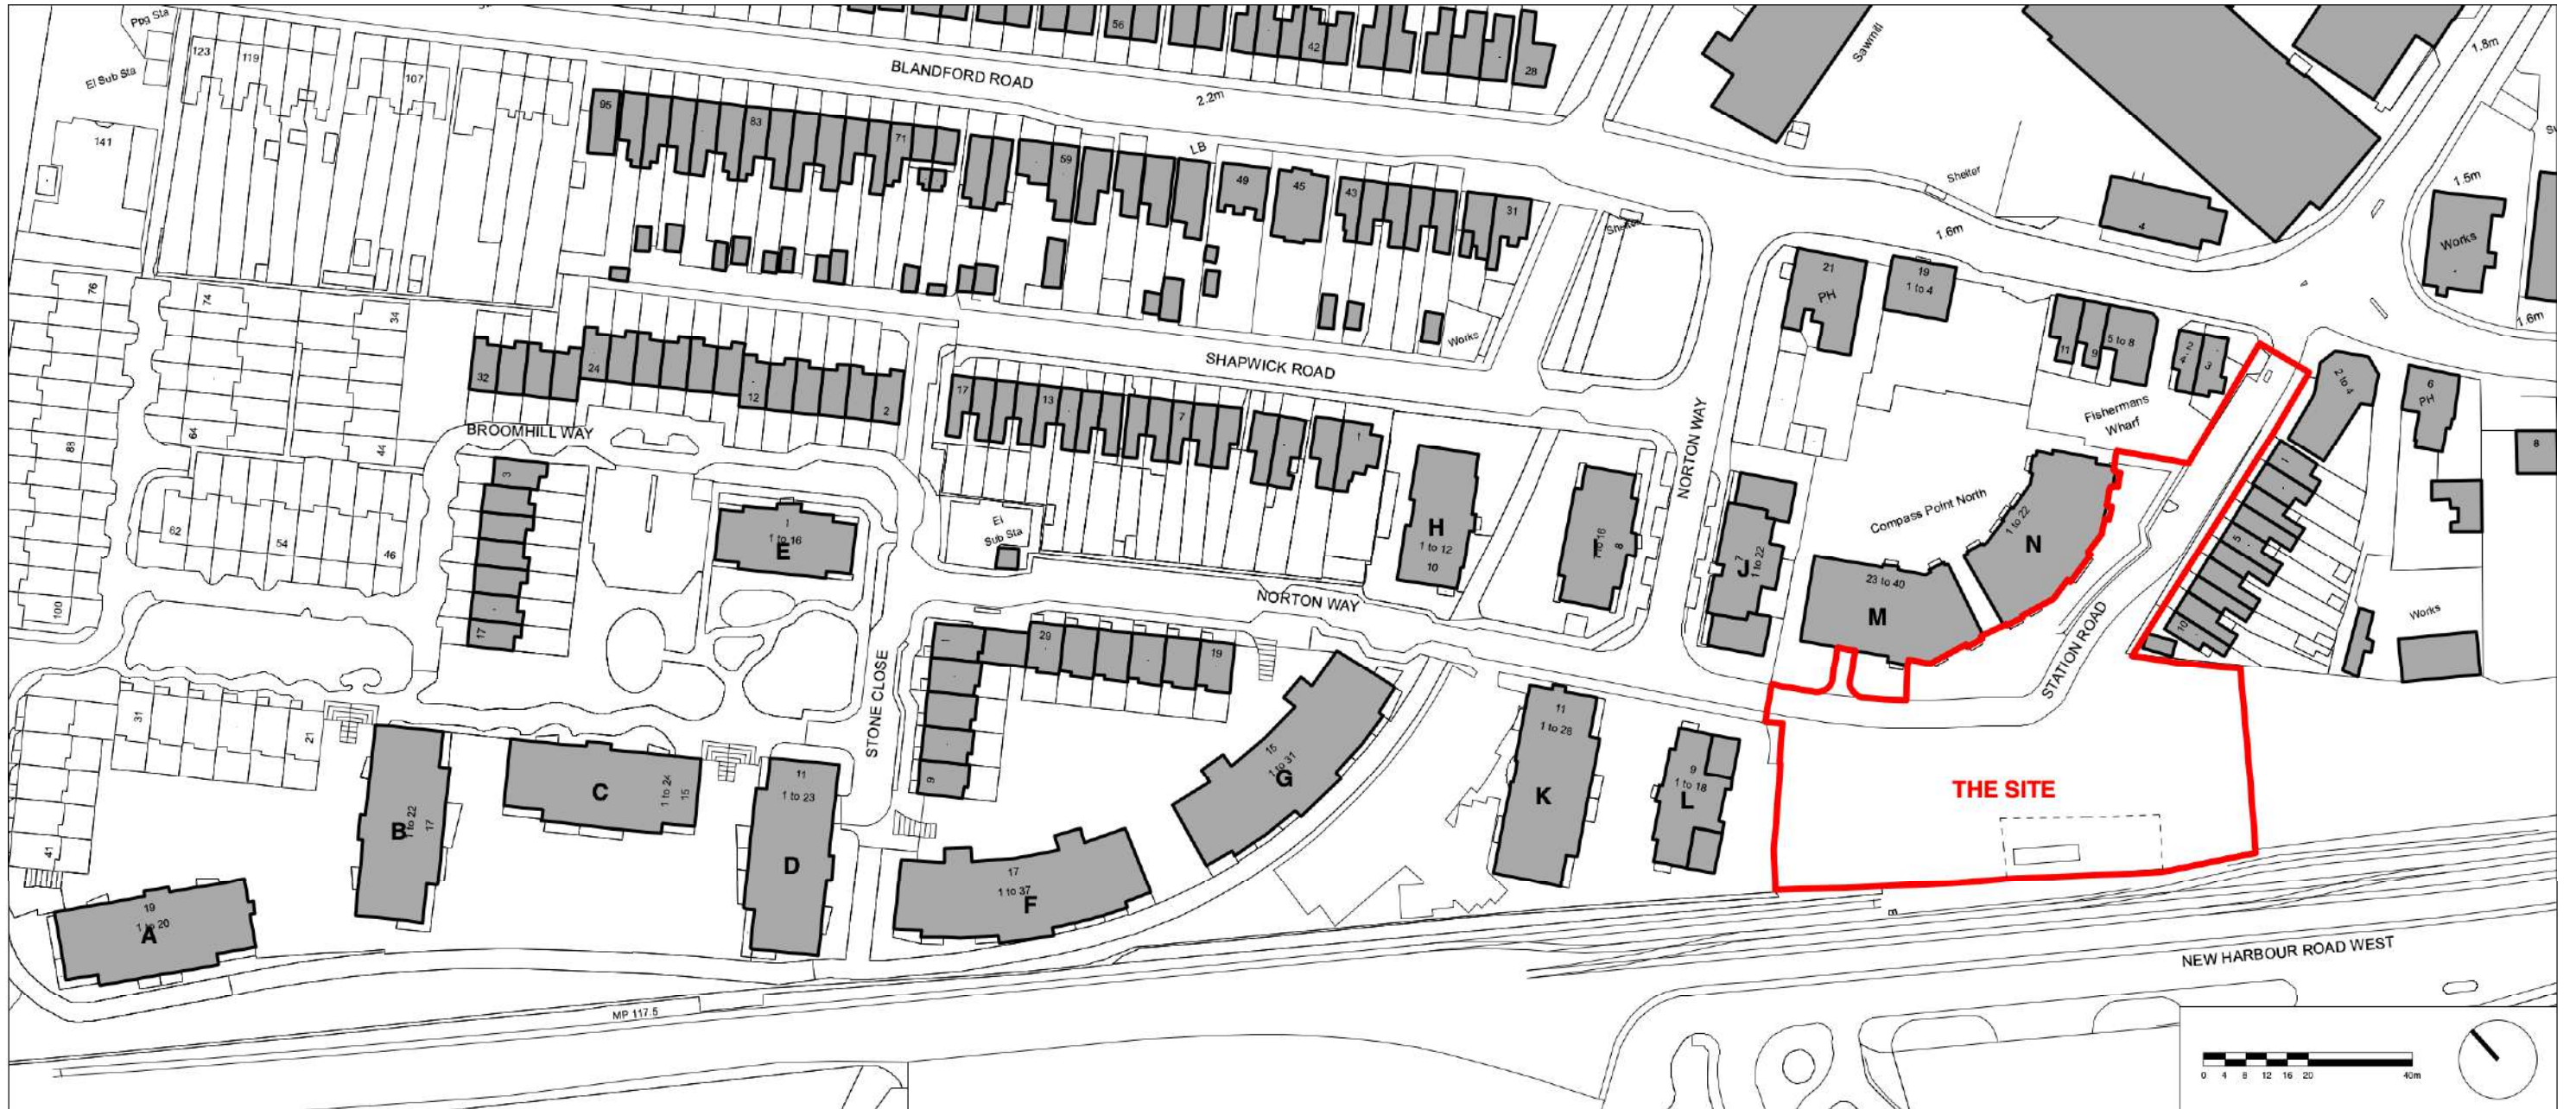 Ppg Sta
El Sub Sta
123
119
107
141
56
42
28
BLANDFORD ROAD
2.2m
Sawmill
1.8m
95
83
71
59
LB
49
45
43
31
Shelter
Shelter
1.6m
4
1.5m
Works
1.6m
76
74
34
32
24
12
2
SHAPWICK ROAD
Works
21
PH
19
1 to 4
11
9
5 to 8
2
4
3
2 to 4
6
PH
8
Fishermans
Wharf
17
13
7
1
BROOMHILL WAY
88
64
44
62
54
46
100
3
17
1
1 to 16
E
El
Sub Sta
H
1 to 12
10
1 to 16
8
NORTON WAY
NORTON WAY
J
7
1 to 22
Compass Point North
1 to 22
N
23 to 40
M
STATION ROAD
1
5
10
Works
31
21
41
STONE CLOSE
1
29
19
9
15
1 to 31
G
11
1 to 28
K
9
1 to 18
L
THE SITE
B
1 to 22
17
C
1 to 24
15
11
1 to 23
D
17
1 to 37
F
19
1 to 20
A
MP 117.5
NEW HARBOUR ROAD WEST
0 4 8 12 16 20 40m